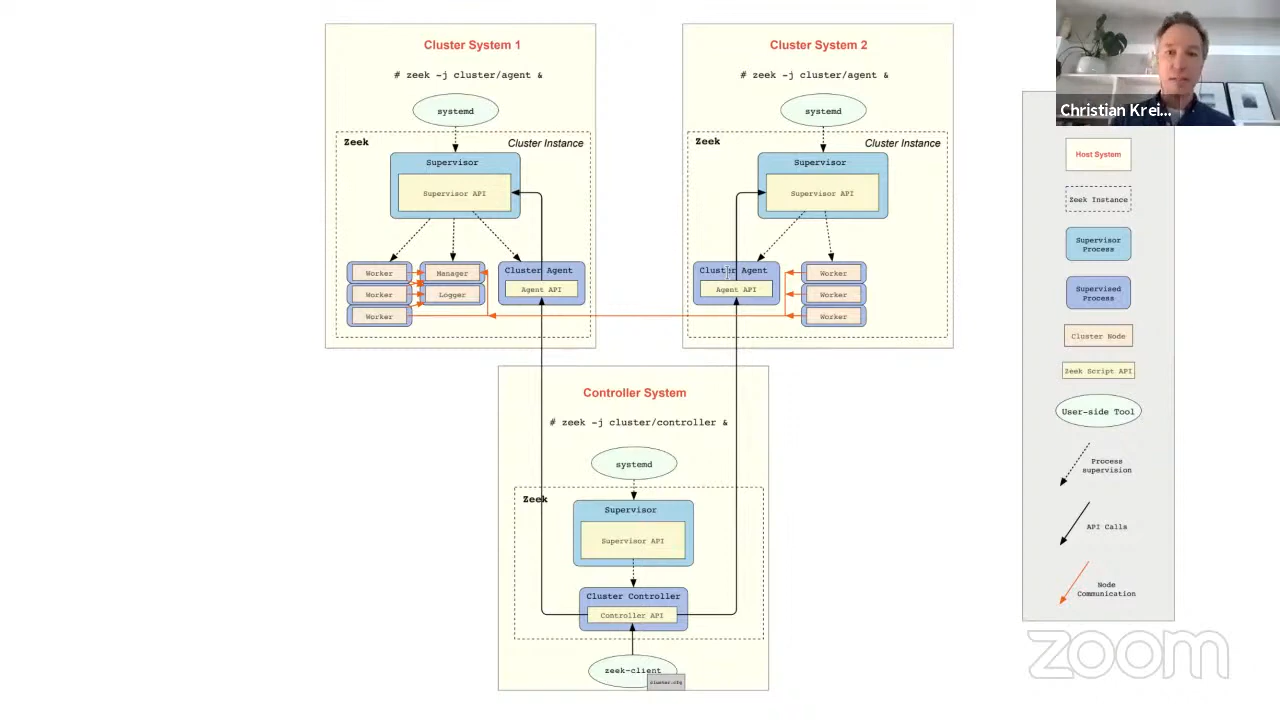 Cluster System 1
# zeek -j cluster/agent &
systemd
Zeek
Cluster Instance
Supervisor
Supervisor API
Worker
Worker
Worker
Manager
Logger
Cluster Agent
Agent API
Cluster System 2
# zeek -j cluster/agent &
systemd
Zeek
Cluster Instance
Supervisor
Supervisor API
Cluster Agent
Agent API
Worker
Worker
Worker
Controller System
# zeek -j cluster/controller &
systemd
Zeek
Supervisor
Supervisor API
Cluster Controller
Controller API
zeek-client
cluster.cfg
Christian Krei...
Host System
Zeek Instance
Supervisor
Process
Supervised
Process
Cluster Node
Zeek Script API
User-side Tool
Process
supervision
API Calls
Node
Communication
zoom